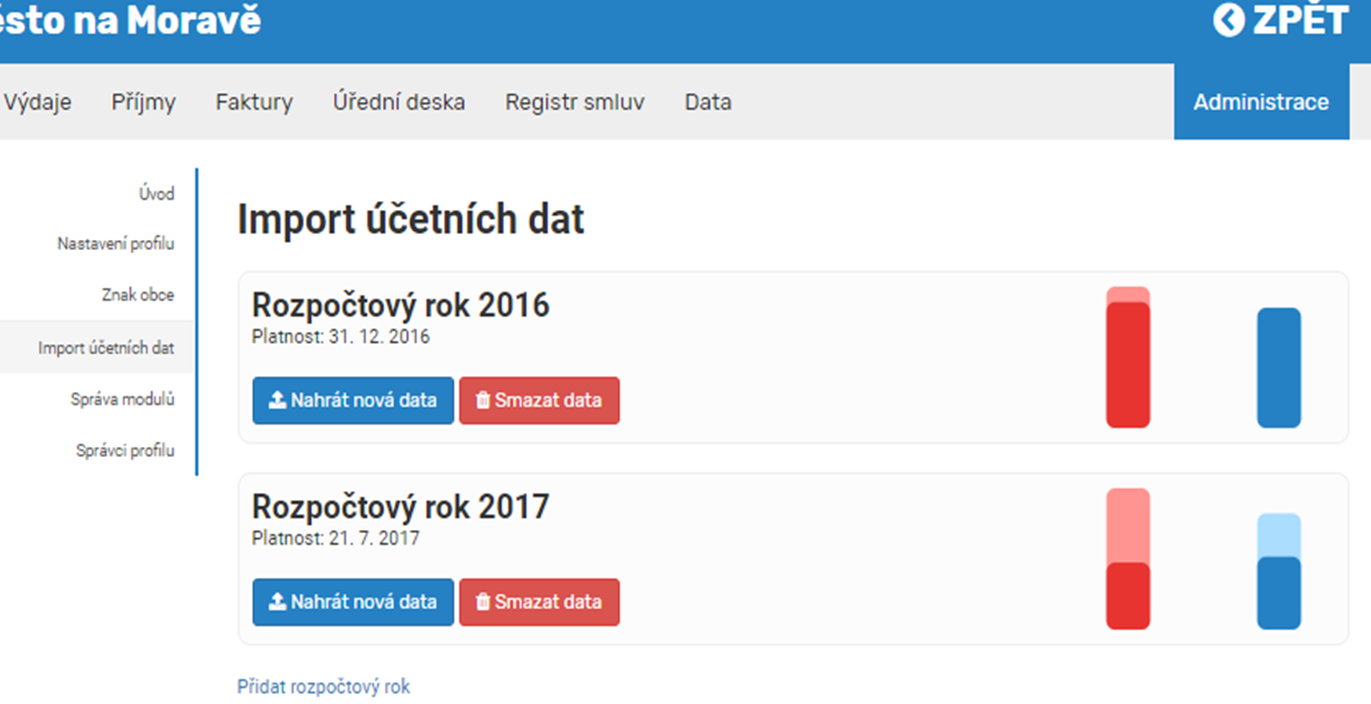 ěsto na Moravě
ZPĚT
Výdaje Příjmy Faktury Úřední deska Registr smluv Data Administrace
Úvod
Nastavení profilu
Znak obce
Import účetních dat
Správa modulů
Správci profilu
Import účetních dat
Rozpočtový rok 2016
Platnost: 31. 12. 2016
Nahrát nová data Smazat data
Rozpočtový rok 2017
Platnost: 21. 7. 2017
Nahrát nová data Smazat data
Přidat rozpočtový rok